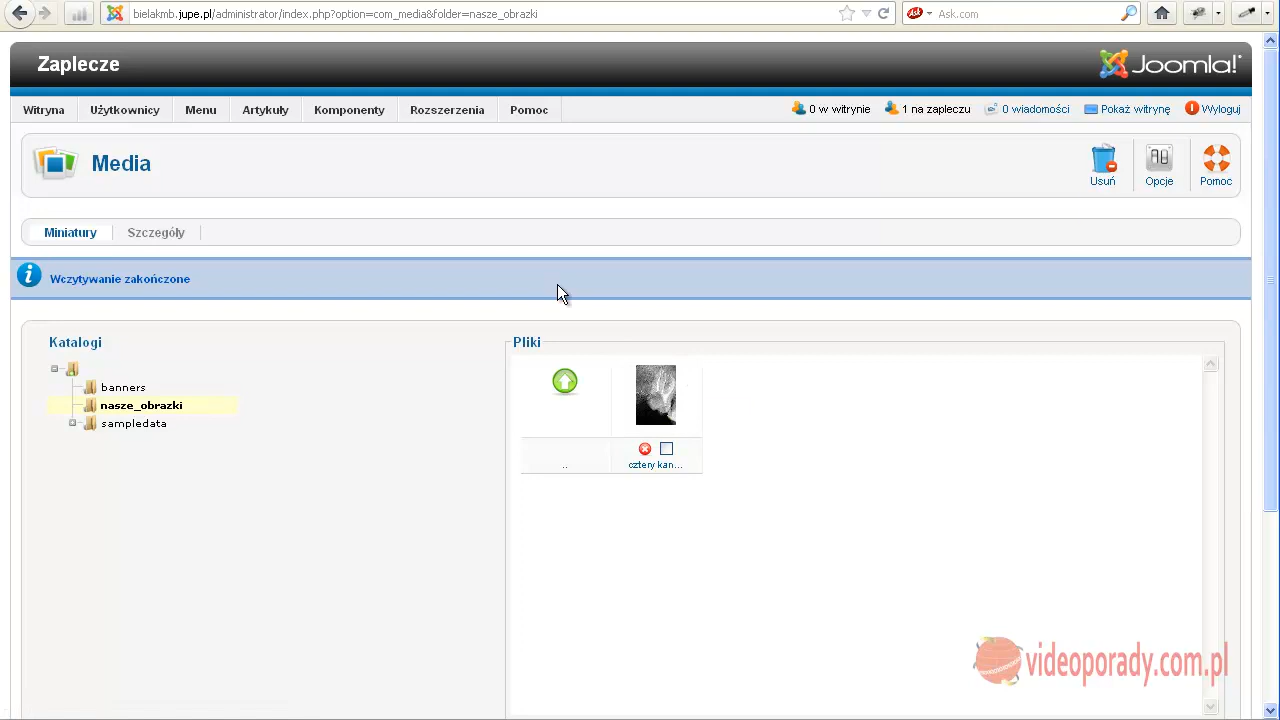 bielakmb.jupe.pl/administrator/index.php?option=com_media&folder=nasze_obrazki
ask
Ask.com
Zaplecze
Joomla!
Witryna
Użytkownicy
Menu
Artykuły
Komponenty
Rozszerzenia
Pomoc
0 w witrynie
1 na zapleczu
0 wiadomości
Pokaż witrynę
Wyloguj
Media
Usuń
Opcje
Pomoc
Miniatury
Szczegóły
Wczytywanie zakończone
Katalogi
banners
nasze_obrazki
sampledata
Pliki
..
cztery kan...
videoporady.com.pl